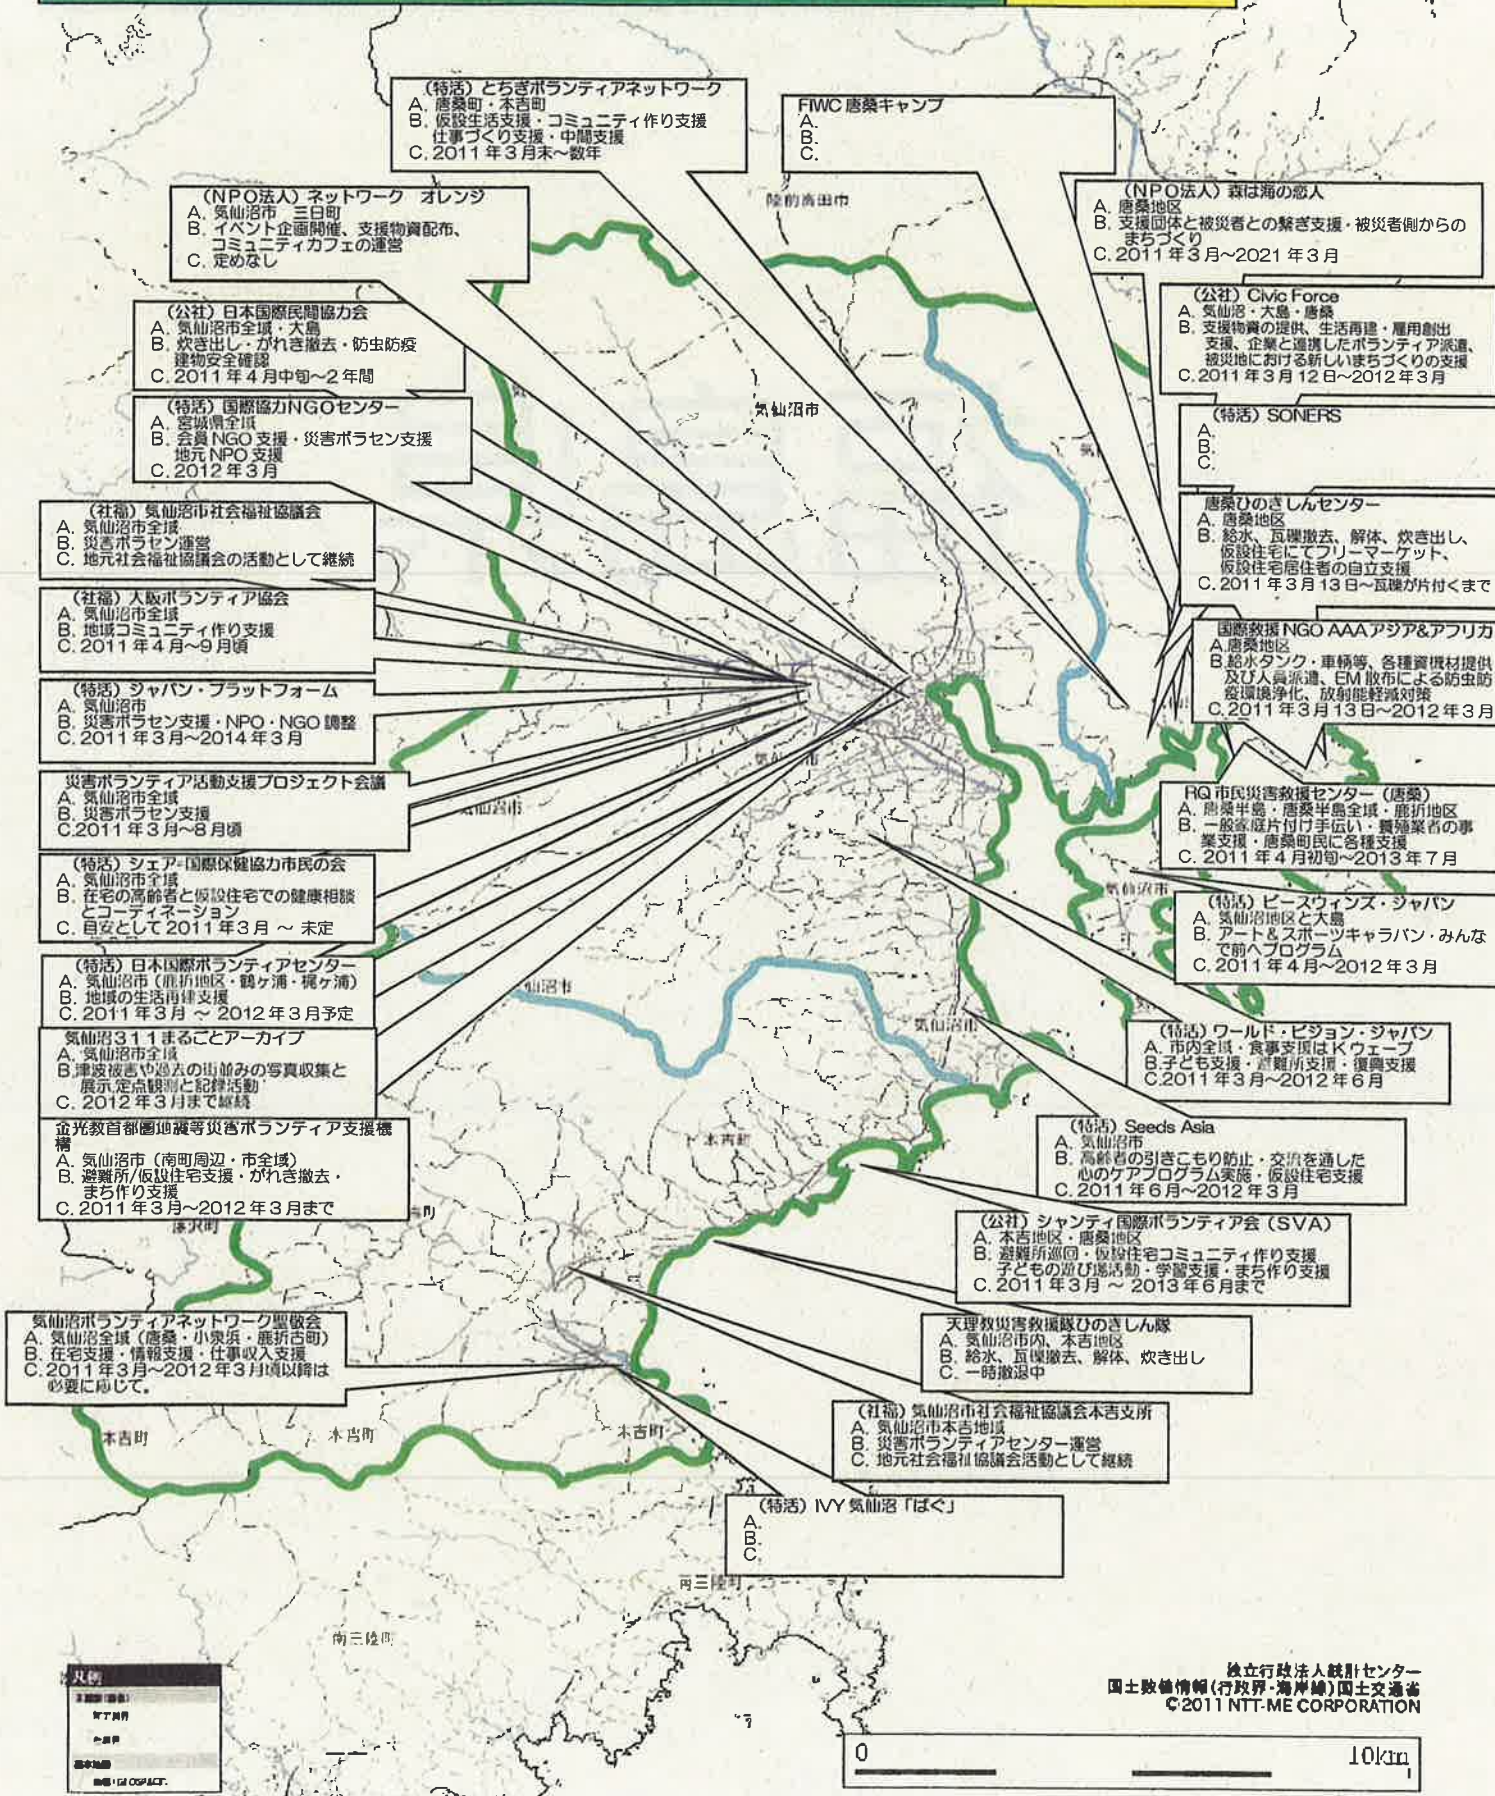 (特活) とちぎボランティアネットワーク
A. 唐桑町・本吉町
B. 仮設生活支援・コミュニティ作り支援
仕事づくり支援・中間支援
C. 2011年3月末～数年
FIWC 唐桑キャンプ
A.
B.
C.
陸前高田市
(NPO法人) ネットワーク オレンジ
A. 気仙沼市 三日町
B. イベント企画開催、支援物資配布、
コミュニティカフェの運営
C. 定めなし
(NPO法人) 森は海の恋人
A. 唐桑地区
B. 支援団体と被災者との繋ぎ支援・被災者側からの
まちづくり
C. 2011年3月～2021年3月
(公社) 日本国際民間協力会
A. 気仙沼市全域・大島
B. 炊き出し・がれき撤去・防虫防疫
建物安全確認
C. 2011年4月中旬～2年間
(公社) Civic Force
A. 気仙沼・大島・唐桑
B. 支援物資の提供、生活再建・雇用創出
支援、企業と連携したボランティア派遣、
被災地における新しいまちづくりの支援
C. 2011年3月12日～2012年3月
(特活) 国際協力NGOセンター
A. 宮城県全域
B. 会員NGO支援・災害ボラセン支援
地元NPO支援
C. 2012年3月
気仙沼市
(特活) SONERS
A.
B.
C.
(社福) 気仙沼市社会福祉協議会
A. 気仙沼市全域
B. 災害ボラセン運営
C. 地元社会福祉協議会の活動として継続
唐桑ひのきしんセンター
A. 唐桑地区
B. 給水、瓦礫撤去、解体、炊き出し、
仮設住宅にてフリーマーケット、
仮設住宅居住者の自立支援
C. 2011年3月13日～瓦礫が片付くまで
(社福) 大阪ボランティア協会
A. 気仙沼市全域
B. 地域コミュニティ作り支援
C. 2011年4月～9月頃
国際救援NGO AAAアジア&アフリカ
A.唐桑地区
B.給水タンク・車輌等、各種資機材提供
及び人員派遣、EM散布による防虫防
疫環境浄化、放射能軽減対策
C. 2011年3月13日～2012年3月
(特活) ジャパン・プラットフォーム
A. 気仙沼市
B. 災害ボラセン支援・NPO・NGO調整
C. 2011年3月～2014年3月
災害ボランティア活動支援プロジェクト会議
A. 気仙沼市全域
B. 災害ボラセン支援
C.2011年3月～8月頃
気仙沼市
RQ市民災害救援センター (唐桑)
A. 唐桑半島・唐桑半島全域・鹿折地区
B. 一般家庭片付け手伝い・養殖業者の事
業支援・唐桑町民に各種支援
C. 2011年4月初旬～2013年7月
(特活) シェア=国際保健協力市民の会
A. 気仙沼市全域
B. 在宅の高齢者と仮設住宅での健康相談
とコーディネーション
C. 目安として2011年3月 ～ 未定
気仙沼市
(特活) ピースウィンズ・ジャパン
A. 気仙沼地区と大島
B. アート&スポーツキャラバン・みんな
で前へプログラム
C. 2011年4月～2012年3月
(特活) 日本国際ボランティアセンター
A. 気仙沼市 (鹿折地区・鶴ヶ浦・梶ヶ浦)
B. 地域の生活再建支援
C. 2011年3月 ～ 2012年3月予定
仙沼市
気仙沼市
気仙沼311まるごとアーカイブ
A. 気仙沼市全域
B.津波被害や過去の街並みの写真収集と
展示定点観測と記録活動
C. 2012年3月まで継続
(特活) ワールド・ビジョン・ジャパン
A. 市内全域・食事支援はKウェーブ
B.子ども支援・避難所支援・復興支援
C.2011年3月～2012年6月
金光教首都圏地震等災害ボランティア支援機
構
A. 気仙沼市 (南町周辺・市全域)
B. 避難所/仮設住宅支援・がれき撤去・
まち作り支援
C. 2011年3月～2012年3月まで
本吉町
(特活) Seeds Asia
A. 気仙沼市
B. 高齢者の引きこもり防止・交流を通した
心のケアプログラム実施・仮設住宅支援
C. 2011年6月～2012年3月
藤沢町
(公社) シャンティ国際ボランティア会 (SVA)
A. 本吉地区・唐桑地区
B. 避難所巡回・仮設住宅コミュニティ作り支援
子どもの遊び場活動・学習支援・まち作り支援
C. 2011年3月 ～ 2013年6月まで
気仙沼ボランティアネットワーク聖敬会
A. 気仙沼全域 (唐桑・小泉浜・鹿折古町)
B. 在宅支援・情報支援・仕事収入支援
C. 2011年3月～2012年3月頃以降は
必要に応じて。
天理教災害救援隊ひのきしん隊
A. 気仙沼市内、本吉地区
B. 給水、瓦礫撤去、解体、炊き出し
C. 一時撤退中
(社福) 気仙沼市社会福祉協議会本吉支所
A. 気仙沼市本吉地域
B. 災害ボランティアセンター運営
C. 地元社会福祉協議会活動として継続
本吉町
本吉町
本吉町
(特活) IVY気仙沼「ぱぐ」
A.
B.
C.
南三陸町
南三陸町
凡例
独立行政法人統計センター
国土数値情報(行政界・海岸線)国土交通省
©2011 NTT-ME CORPORATION
0 10km